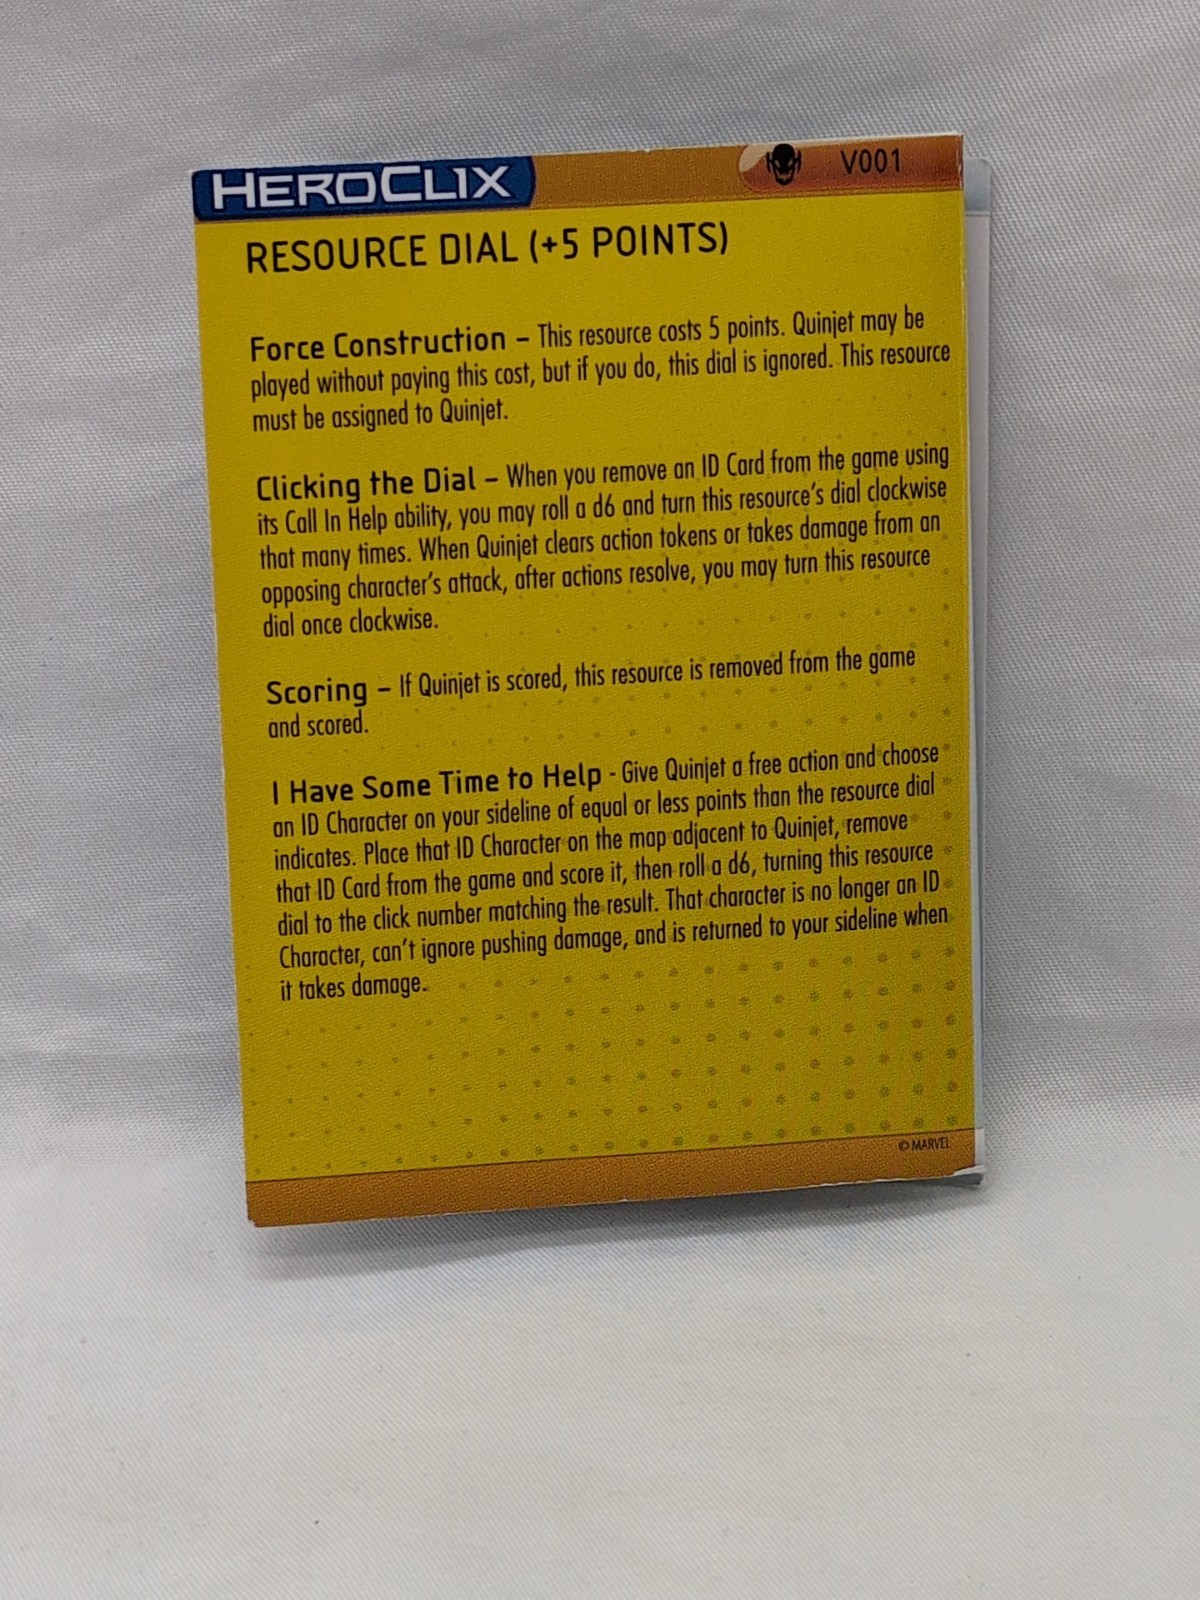 HEROCLIX
V001
RESOURCE DIAL (+5 POINTS)
Force Construction – This resource costs 5 points. Quinjet may be
played without paying this cost, but if you do, this dial is ignored. This resource
must be assigned to Quinjet.
Clicking the Dial – When you remove an ID Card from the game using
its Call In Help ability, you may roll a d6 and turn this resource's dial clockwise
that many times. When Quinjet clears action tokens or takes damage from an
opposing character's attack, after actions resolve, you may turn this resource
dial once clockwise.
Scoring – If Quinjet is scored, this resource is removed from the game
and scored.
I Have Some Time to Help - Give Quinjet a free action and choose
an ID Character on your sideline of equal or less points than the resource dial
indicates. Place that ID Character on the map adjacent to Quinjet, remove
that ID Card from the game and score it, then roll a d6, turning this resource
dial to the click number matching the result. That character is no longer an ID
Character, can't ignore pushing damage, and is returned to your sideline when
it takes damage.
© MARVEL